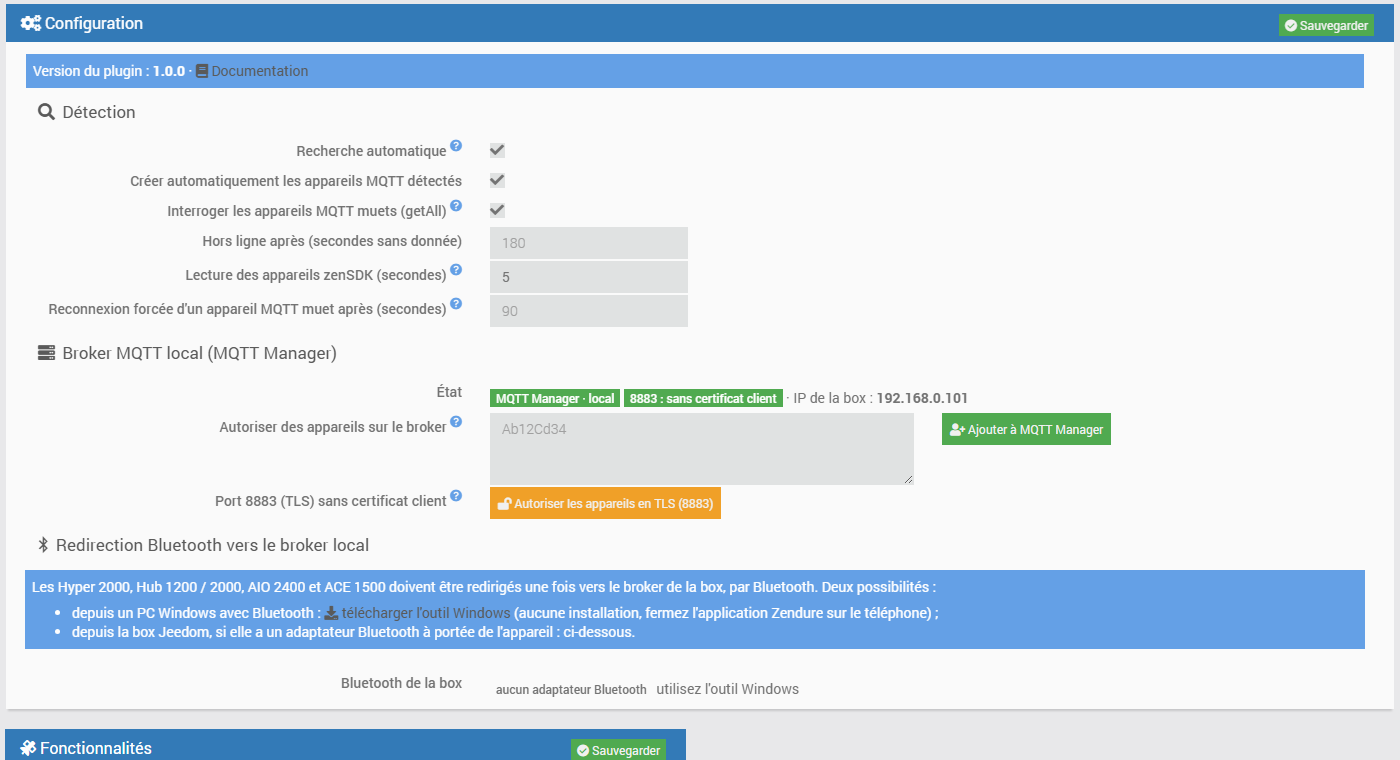 Configuration
Sauvegarder
Version du plugin : 1.0.0 · Documentation
Détection
Recherche automatique ?
Créer automatiquement les appareils MQTT détectés
Interroger les appareils MQTT muets (getAll) ?
Hors ligne après (secondes sans donnée) 180
Lecture des appareils zenSDK (secondes) ? 5
Reconnexion forcée d'un appareil MQTT muet après (secondes) ? 90
Broker MQTT local (MQTT Manager)
État MQTT Manager · local 8883 : sans certificat client · IP de la box : 192.168.0.101
Autoriser des appareils sur le broker ? Ab12Cd34 Ajouter à MQTT Manager
Port 8883 (TLS) sans certificat client ? Autoriser les appareils en TLS (8883)
Redirection Bluetooth vers le broker local
Les Hyper 2000, Hub 1200 / 2000, AIO 2400 et ACE 1500 doivent être redirigés une fois vers le broker de la box, par Bluetooth. Deux possibilités :
• depuis un PC Windows avec Bluetooth : télécharger l'outil Windows (aucune installation, fermez l'application Zendure sur le téléphone) ;
• depuis la box Jeedom, si elle a un adaptateur Bluetooth à portée de l'appareil : ci-dessous.
Bluetooth de la box aucun adaptateur Bluetooth utilisez l'outil Windows
Fonctionnalités
Sauvegarder